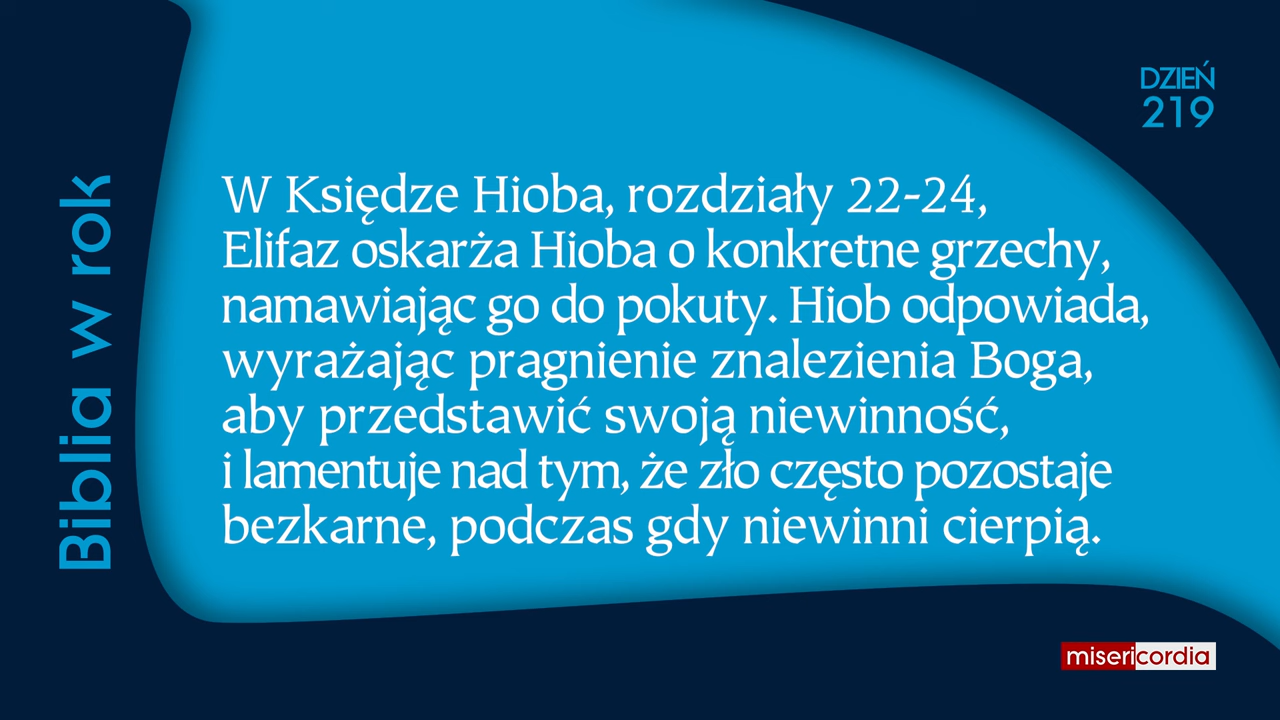 Biblia w rok
DZIEŃ
219
W Księdze Hioba, rozdziały 22-24,
Elifaz oskarża Hioba o konkretne grzechy,
namawiając go do pokuty. Hiob odpowiada,
wyrażając pragnienie znalezienia Boga,
aby przedstawić swoją niewinność,
i lamentuje nad tym, że zło często pozostaje
bezkarne, podczas gdy niewinni cierpią.
misericordia